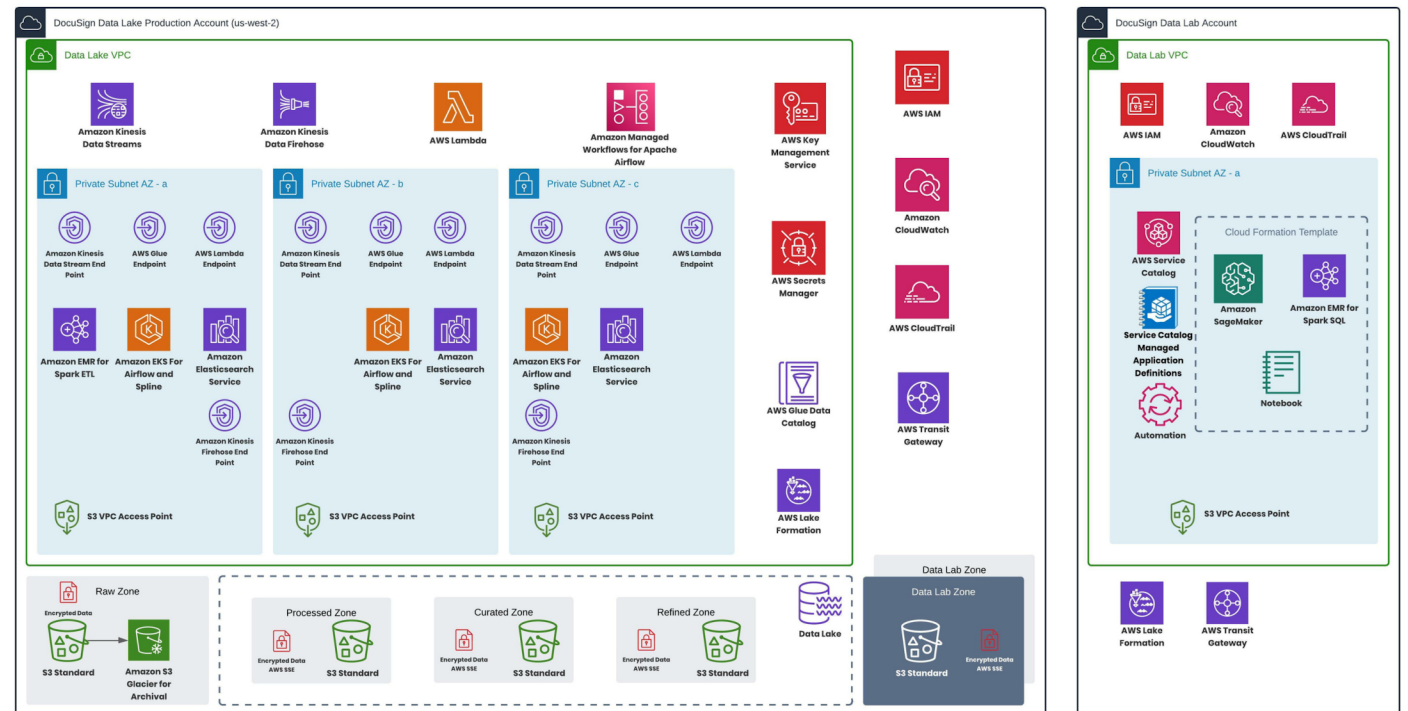 DocuSign Data Lake Production Account (us-west-2)
Data Lake VPC
Amazon Kinesis
Data Streams
Amazon Kinesis
Data Firehose
AWS Lambda
Amazon Managed
Workflows for Apache
Airflow
AWS Key
Management
Service
AWS IAM
Private Subnet AZ - a
Amazon Kinesis
Data Stream End
Point
AWS Glue
Endpoint
AWS Lambda
Endpoint
Amazon EMR for
Spark ETL
Amazon EKS For
Airflow and
Spline
Amazon
Elasticsearch
Service
Amazon Kinesis
Firehose End
Point
S3 VPC Access Point
Private Subnet AZ - b
Amazon Kinesis
Data Stream End
Point
AWS Glue
Endpoint
AWS Lambda
Endpoint
Amazon EKS For
Airflow and
Spline
Amazon
Elasticsearch
Service
Amazon Kinesis
Firehose End
Point
S3 VPC Access Point
Private Subnet AZ - c
Amazon Kinesis
Data Stream End
Point
AWS Glue
Endpoint
AWS Lambda
Endpoint
Amazon EKS For
Airflow and
Spline
Amazon
Elasticsearch
Service
Amazon Kinesis
Firehose End
Point
S3 VPC Access Point
AWS Secrets
Manager
AWS Glue Data
Catalog
AWS Lake
Formation
Amazon
CloudWatch
AWS CloudTrail
AWS Transit
Gateway
Raw Zone
Encrypted Data
S3 Standard
Amazon S3
Glacier for
Archival
Processed Zone
Encrypted Data
AWS SSE
S3 Standard
Curated Zone
Encrypted Data
AWS SSE
S3 Standard
Refined Zone
Encrypted Data
AWS SSE
S3 Standard
Data Lake
Data Lab Zone
Data Lab Zone
S3 Standard
Encrypted Data
AWS SSE
DocuSign Data Lab Account
Data Lab VPC
AWS IAM
Amazon
CloudWatch
AWS CloudTrail
Private Subnet AZ - a
AWS Service
Catalog
Service Catalog
Managed
Application
Definitions
Automation
Cloud Formation Template
Amazon
SageMaker
Amazon EMR for
Spark SQL
Notebook
S3 VPC Access Point
AWS Lake
Formation
AWS Transit
Gateway